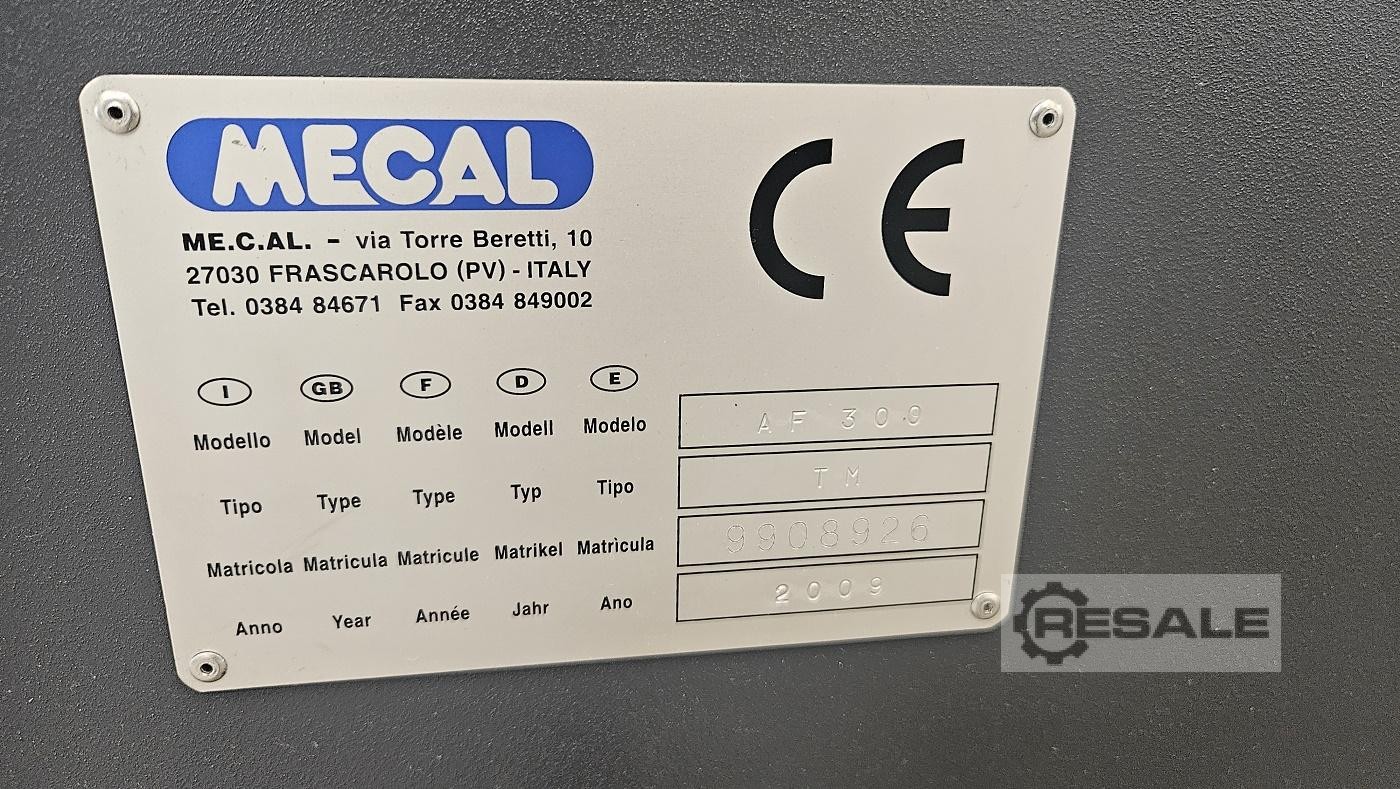 MECAL
CE
ME.C.AL. - via Torre Beretti, 10
27030 FRASCAROLO (PV) - ITALY
Tel. 0384 84671 Fax 0384 849002
I GB F D E
Modello Model Modèle Modell Modelo AF 300
Tipo Type Type Typ Tipo TM
Matricola Matricula Matricule Matrikel Matrìcula 9908926
Anno Year Année Jahr Ano 2009
RESALE